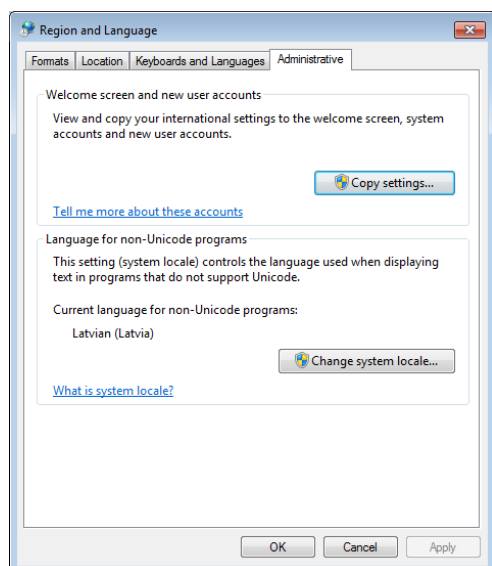 Region and Language
Formats Location Keyboards and Languages Administrative
Welcome screen and new user accounts
View and copy your international settings to the welcome screen, system
accounts and new user accounts.
Copy settings...
Tell me more about these accounts
Language for non-Unicode programs
This setting (system locale) controls the language used when displaying
text in programs that do not support Unicode.
Current language for non-Unicode programs:
Latvian (Latvia)
Change system locale...
What is system locale?
OK Cancel Apply